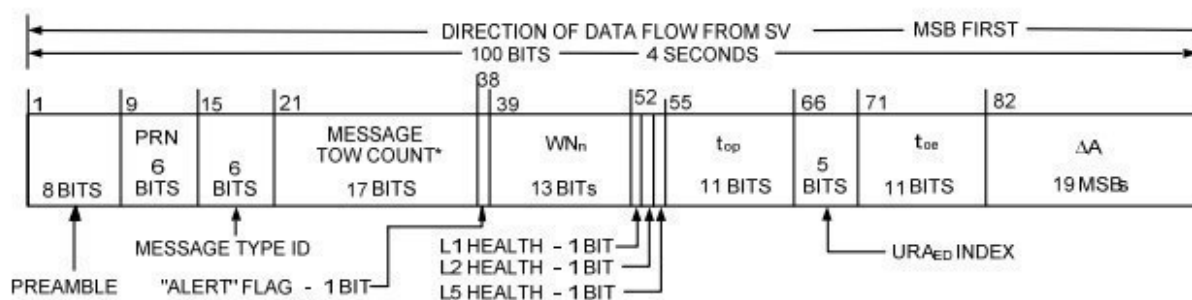 DIRECTION OF DATA FLOW FROM SV MSB FIRST
100 BITS 4 SECONDS
1 9 15 21 38 39 52 55 66 71 82
PRN MESSAGE WNn top toe ΔA
6 6 TOW COUNT* 5
8 BITS BITS BITS 17 BITS 13 BITs 11 BITS BITS 11 BITS 19 MSBs
MESSAGE TYPE ID L1 HEALTH - 1 BIT URAED INDEX
L2 HEALTH - 1 BIT
PREAMBLE "ALERT" FLAG - 1 BIT L5 HEALTH - 1 BIT